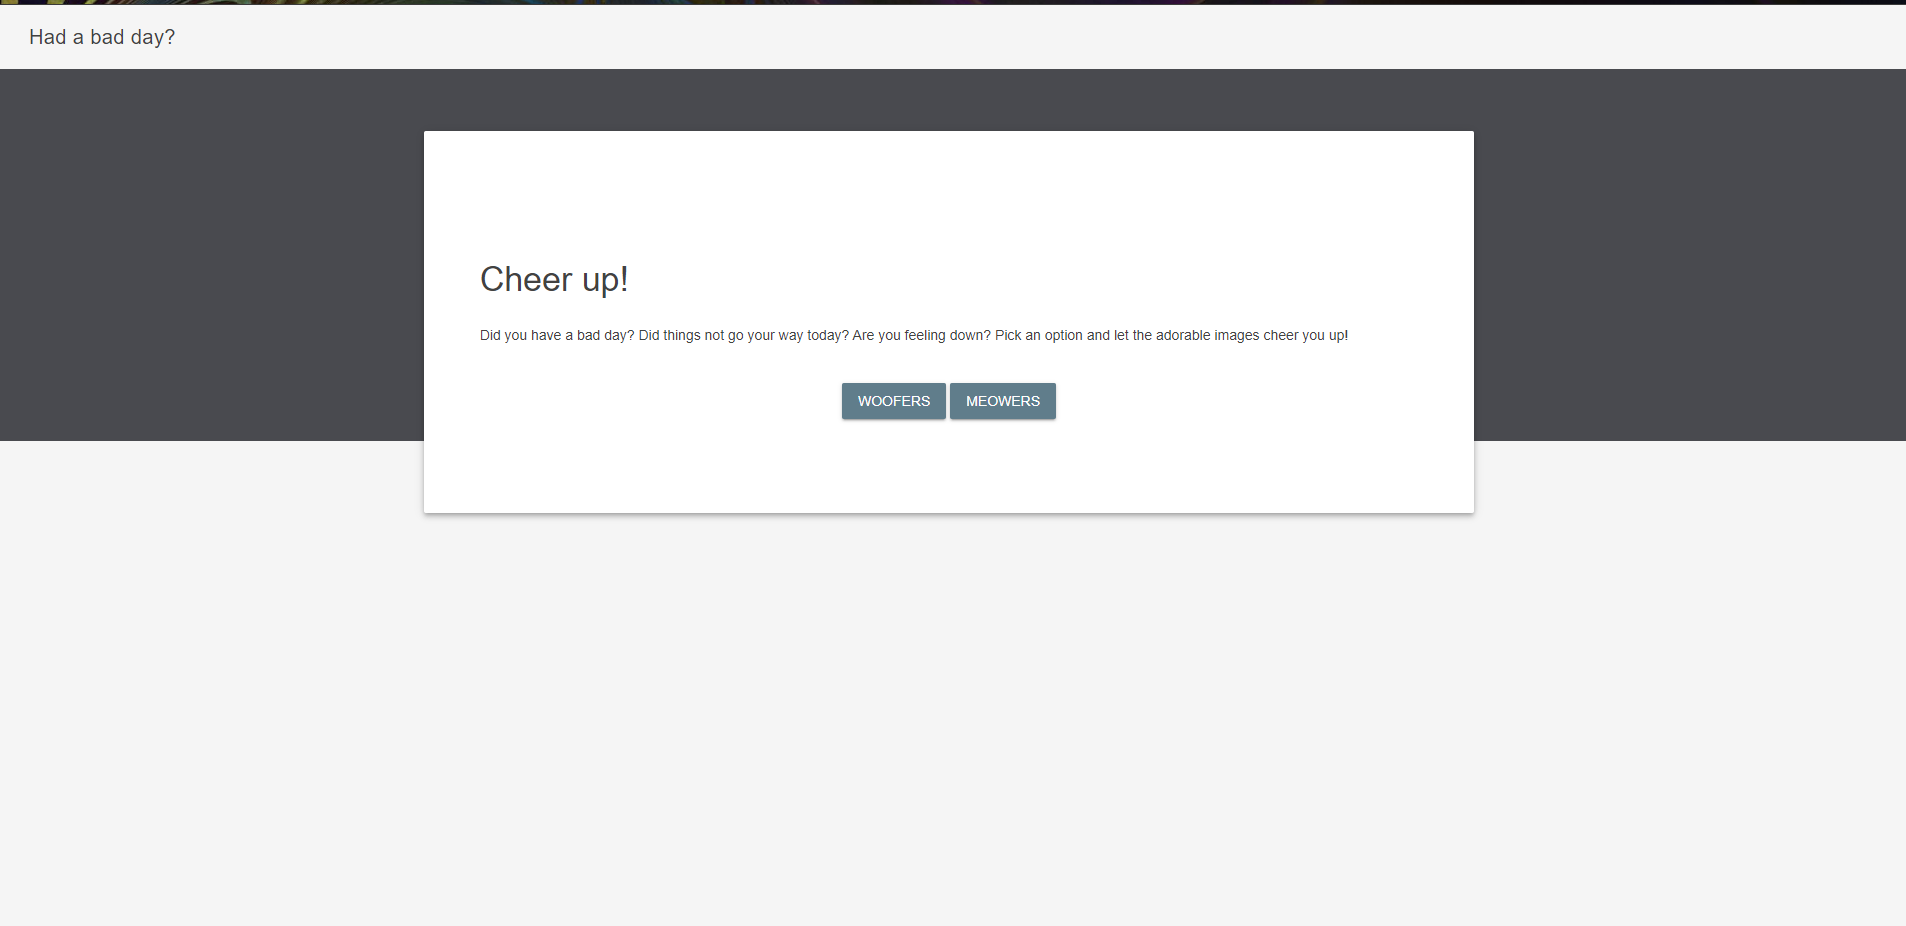 Had a bad day?
Cheer up!
Did you have a bad day? Did things not go your way today? Are you feeling down? Pick an option and let the adorable images cheer you up!
WOOFERS MEOWERS